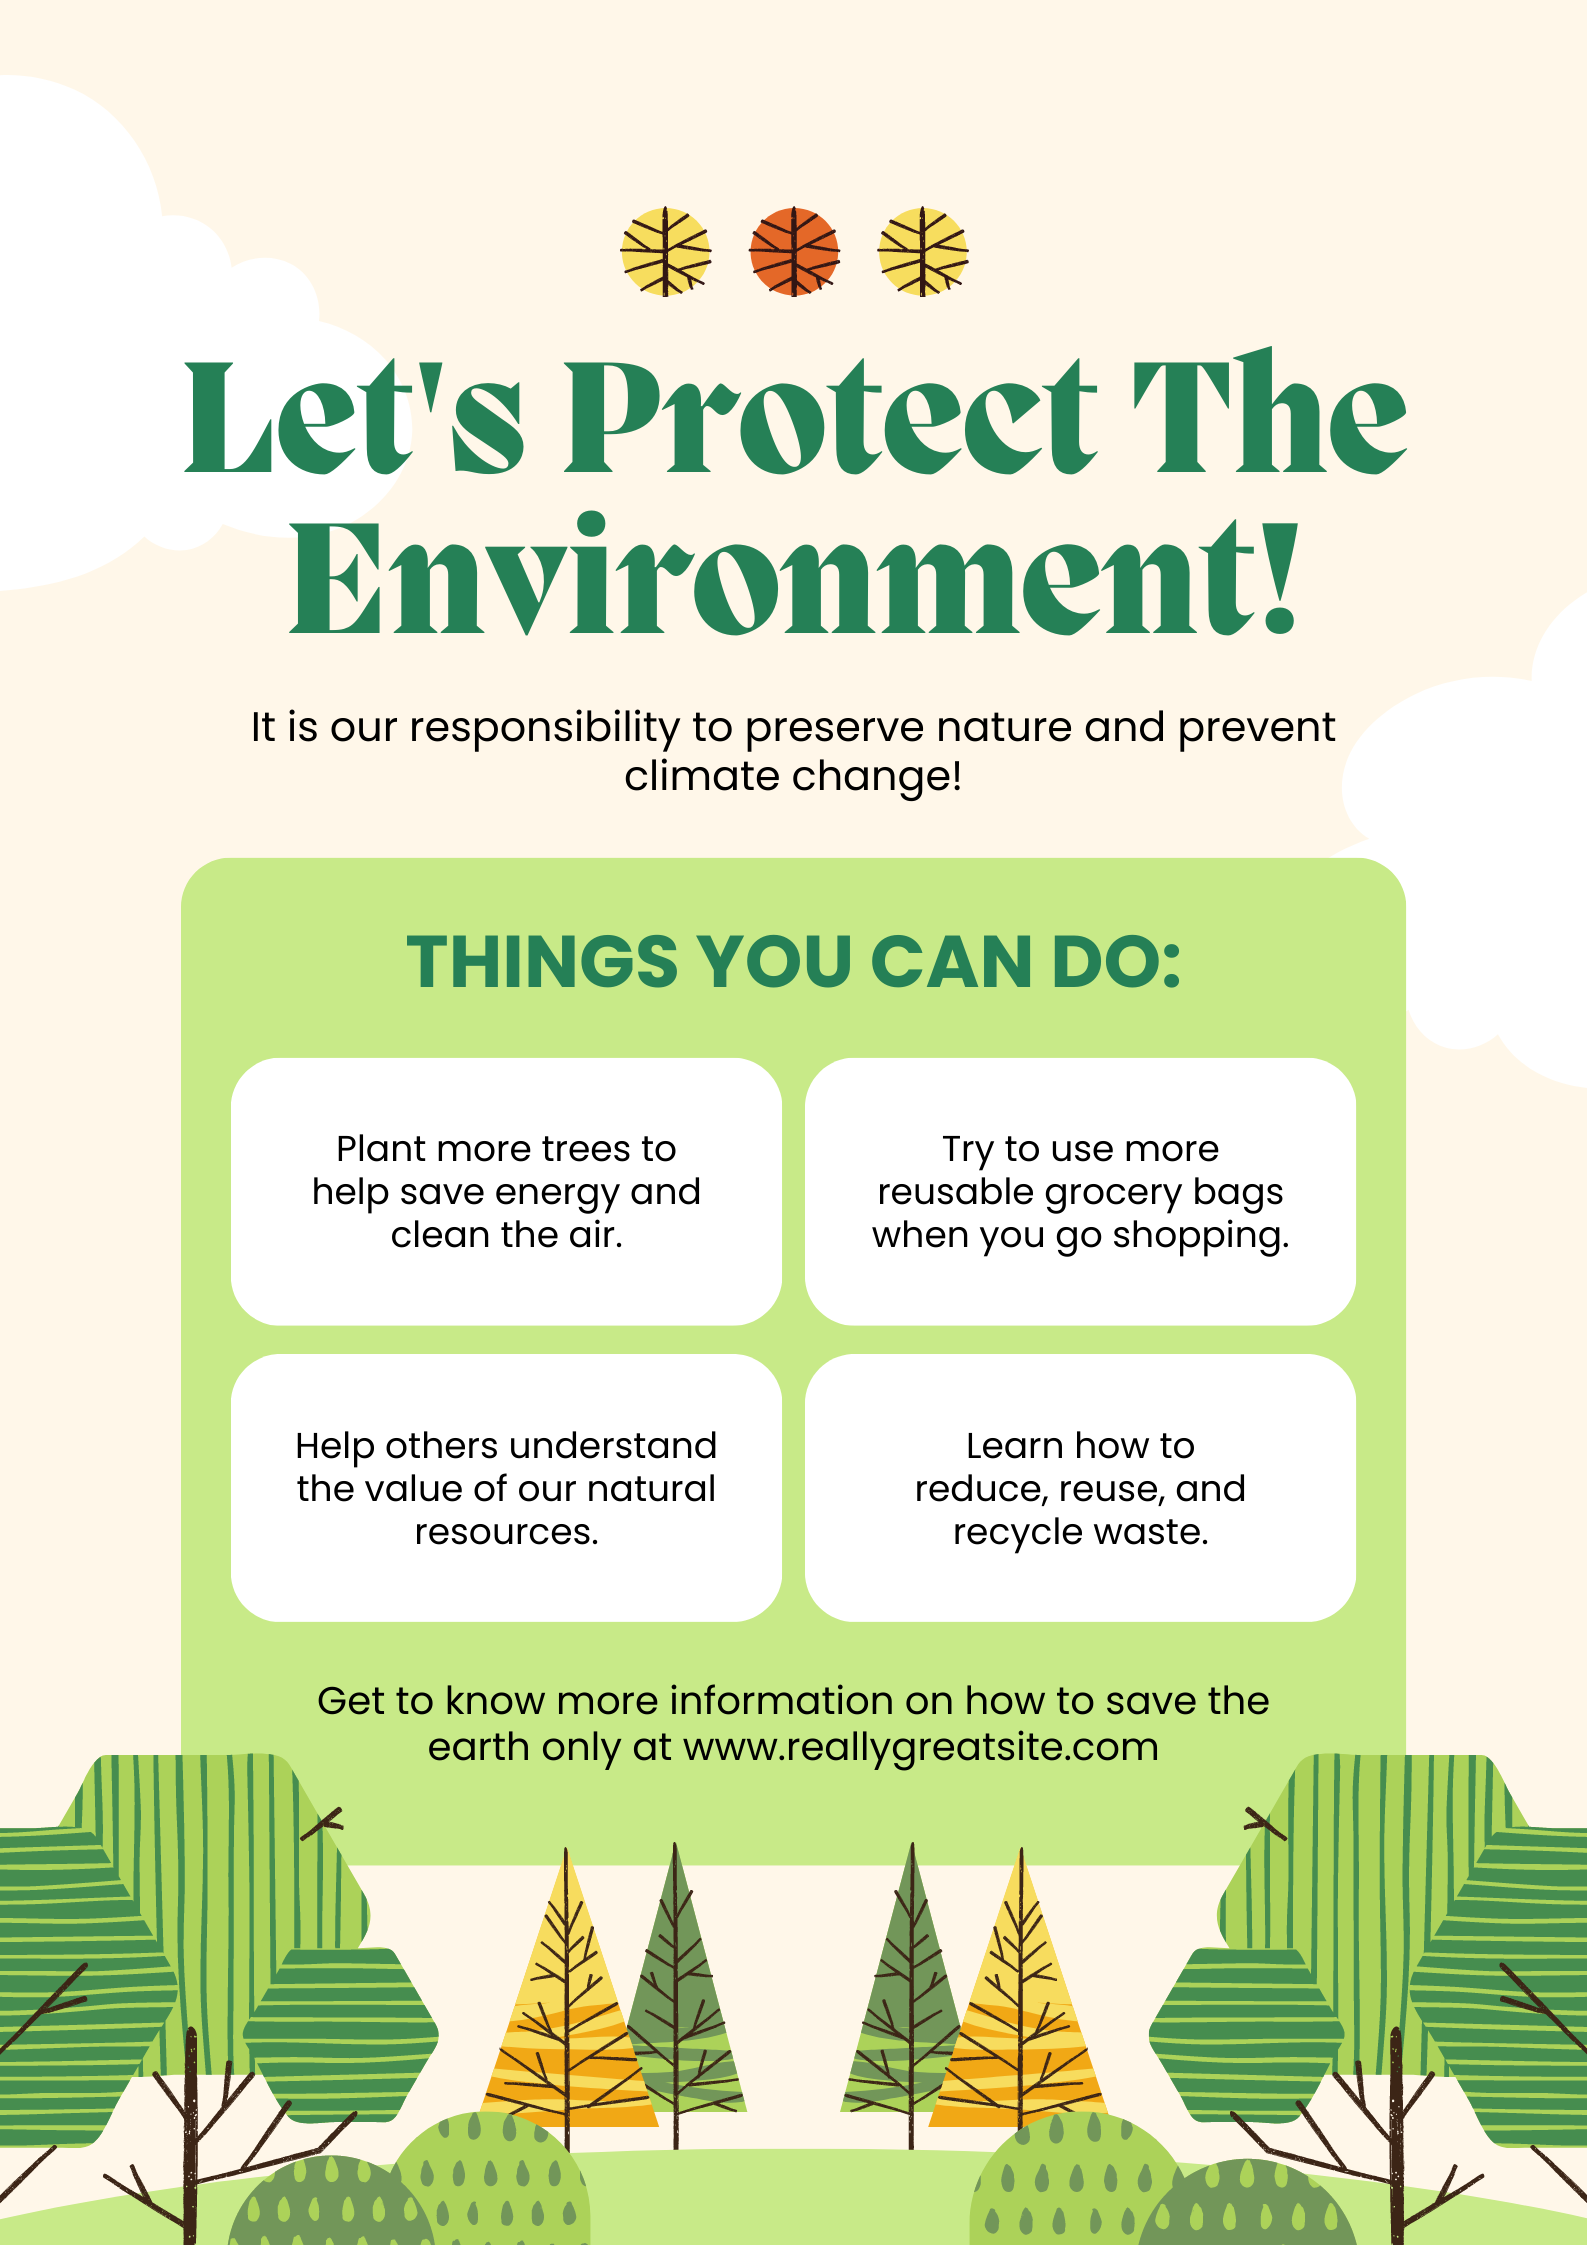 Let's Protect The
Environment!
It is our responsibility to preserve nature and prevent
climate change!
THINGS YOU CAN DO:
Plant more trees to
help save energy and
clean the air.
Try to use more
reusable grocery bags
when you go shopping.
Help others understand
the value of our natural
resources.
Learn how to
reduce, reuse, and
recycle waste.
Get to know more information on how to save the
earth only at www.reallygreatsite.com